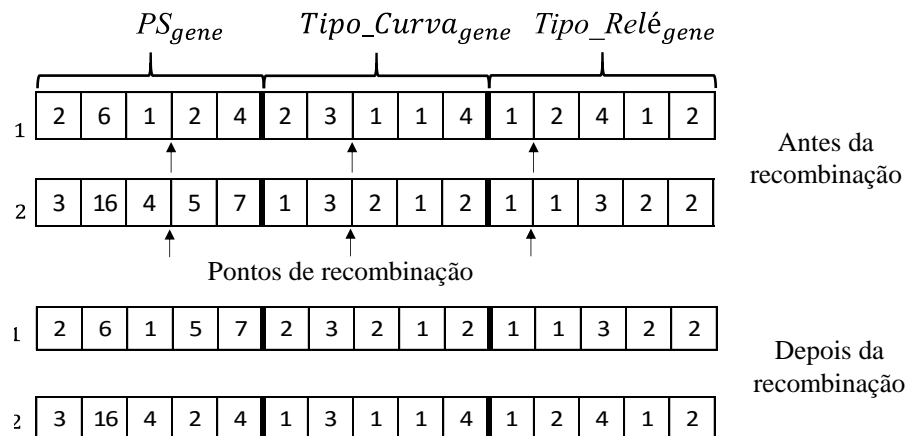 PS_gene Tipo_Curva_gene Tipo_Relé_gene
1 2 6 1 2 4 2 3 1 1 4 1 2 4 1 2
Antes da
recombinação
2 3 16 4 5 7 1 3 2 1 2 1 1 3 2 2
Pontos de recombinação
1 2 6 1 5 7 2 3 2 1 2 1 1 3 2 2
Depois da
recombinação
2 3 16 4 2 4 1 3 1 1 4 1 2 4 1 2